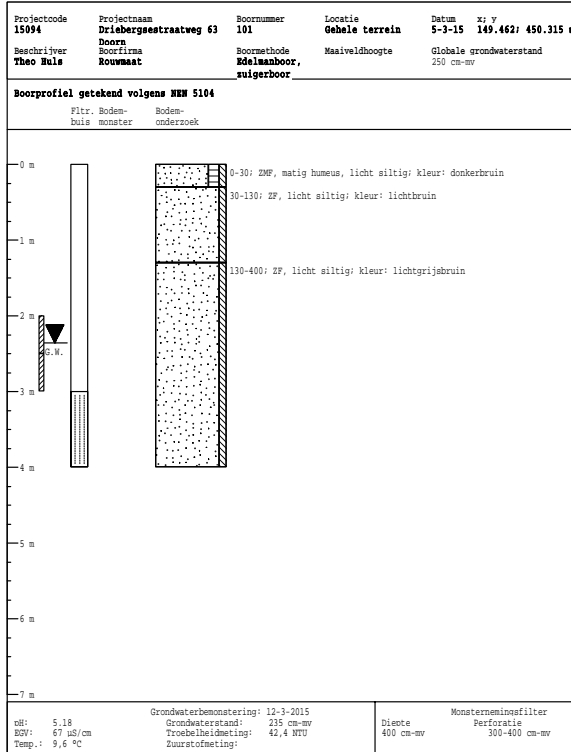 Projectcode Projectnaam Boornummer Locatie Datum x; y
15094 Driebergsestraatweg 63 101 Gehele terrein 5-3-15 149.462; 450.315
Doorn
Beschrijver Boorfirma Boormethode Maaiveldhoogte Globale grondwaterstand
Theo Huls Rouwmaat Edelmanboor, 250 cm-mv
zuigerboor
Boorprofiel getekend volgens NEN 5104
Fltr. Bodem- Bodem-
buis monster onderzoek
0 m
0-30; ZMF, matig humeus, licht siltig; kleur: donkerbruin
30-130; ZF, licht siltig; kleur: lichtbruin
1 m
130-400; ZF, licht siltig; kleur: lichtgrijsbruin
2 m
G.W.
3 m
4 m
5 m
6 m
7 m
Grondwaterbemonstering: 12-3-2015 Monsternemingsfilter
pH: 5.18 Grondwaterstand: 235 cm-mv Diepte Perforatie
EGV: 67 µS/cm Troebelheidmeting: 42,4 NTU 400 cm-mv 300-400 cm-mv
Temp.: 9,6 °C Zuurstofmeting: